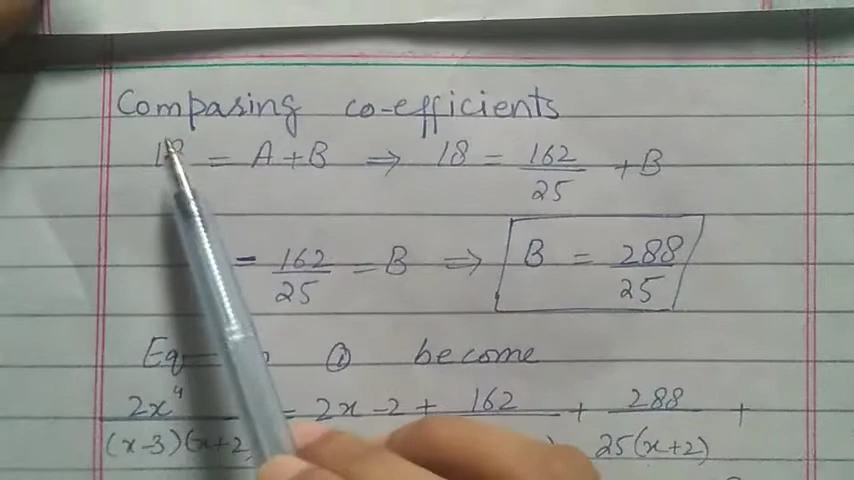 Comparing co-efficients
18 = A + B ⇒ 18 = 162/25 + B
- 162/25 = B ⇒ B = 288/25
① become
2x⁴/(x-3)(x+2 = 2x - 2 + 162 + 288/25(x+2) +